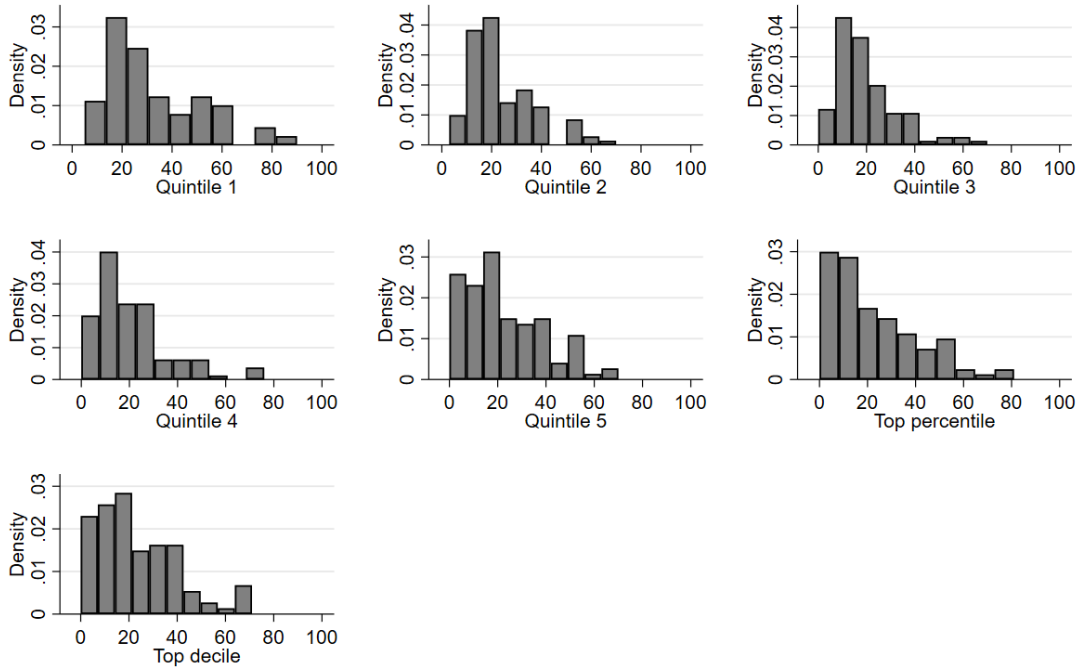 Density
0 .01 .02 .03
0 20 40 60 80 100
Quintile 1
Density
0 .01 .02 .03 .04
0 20 40 60 80 100
Quintile 2
Density
0 .01 .02 .03 .04
0 20 40 60 80 100
Quintile 3
Density
0 .01 .02 .03 .04
0 20 40 60 80 100
Quintile 4
Density
0 .01 .02 .03
0 20 40 60 80 100
Quintile 5
Density
0 .01 .02 .03
0 20 40 60 80 100
Top percentile
Density
0 .01 .02 .03
0 20 40 60 80 100
Top decile